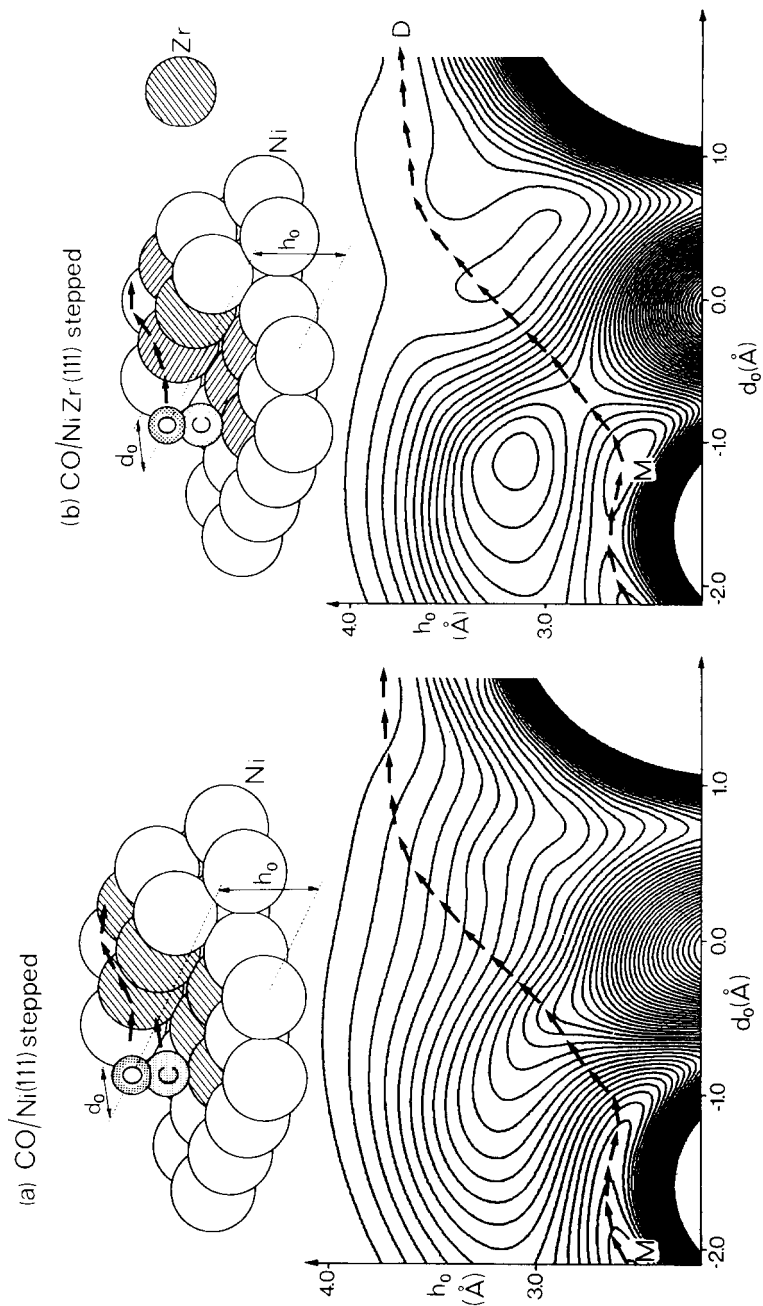 (a) CO/Ni(111) stepped
d₀
O
C
h₀
Ni
4.0
h₀
(Å)
3.0
M
-2.0
-1.0
0.0
1.0
d₀(Å)
(b) CO/NiZr(111) stepped
d₀
O
C
h₀
Ni
Zr
4.0
h₀
(Å)
3.0
M
D
-2.0
-1.0
0.0
1.0
d₀(Å)